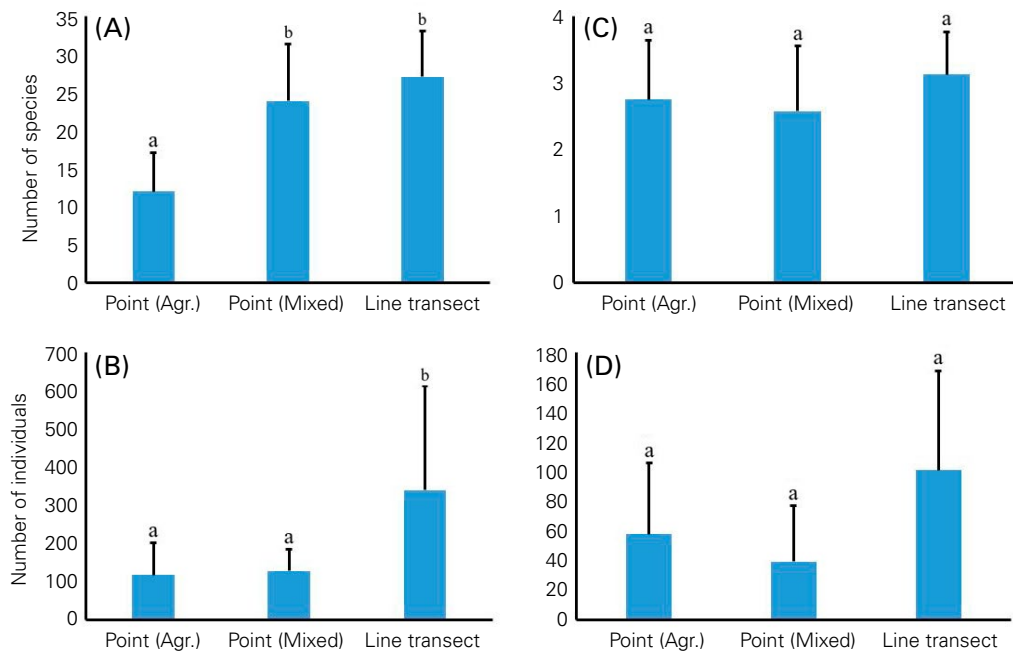 (A)
Number of species
35
30
25
20
15
10
5
0
a
b
b
Point (Agr.) Point (Mixed) Line transect
(C)
4
3
2
1
0
a
a
a
Point (Agr.) Point (Mixed) Line transect
(B)
Number of individuals
700
600
500
400
300
200
100
0
a
a
b
Point (Agr.) Point (Mixed) Line transect
(D)
180
160
140
120
100
80
60
40
20
0
a
a
a
Point (Agr.) Point (Mixed) Line transect